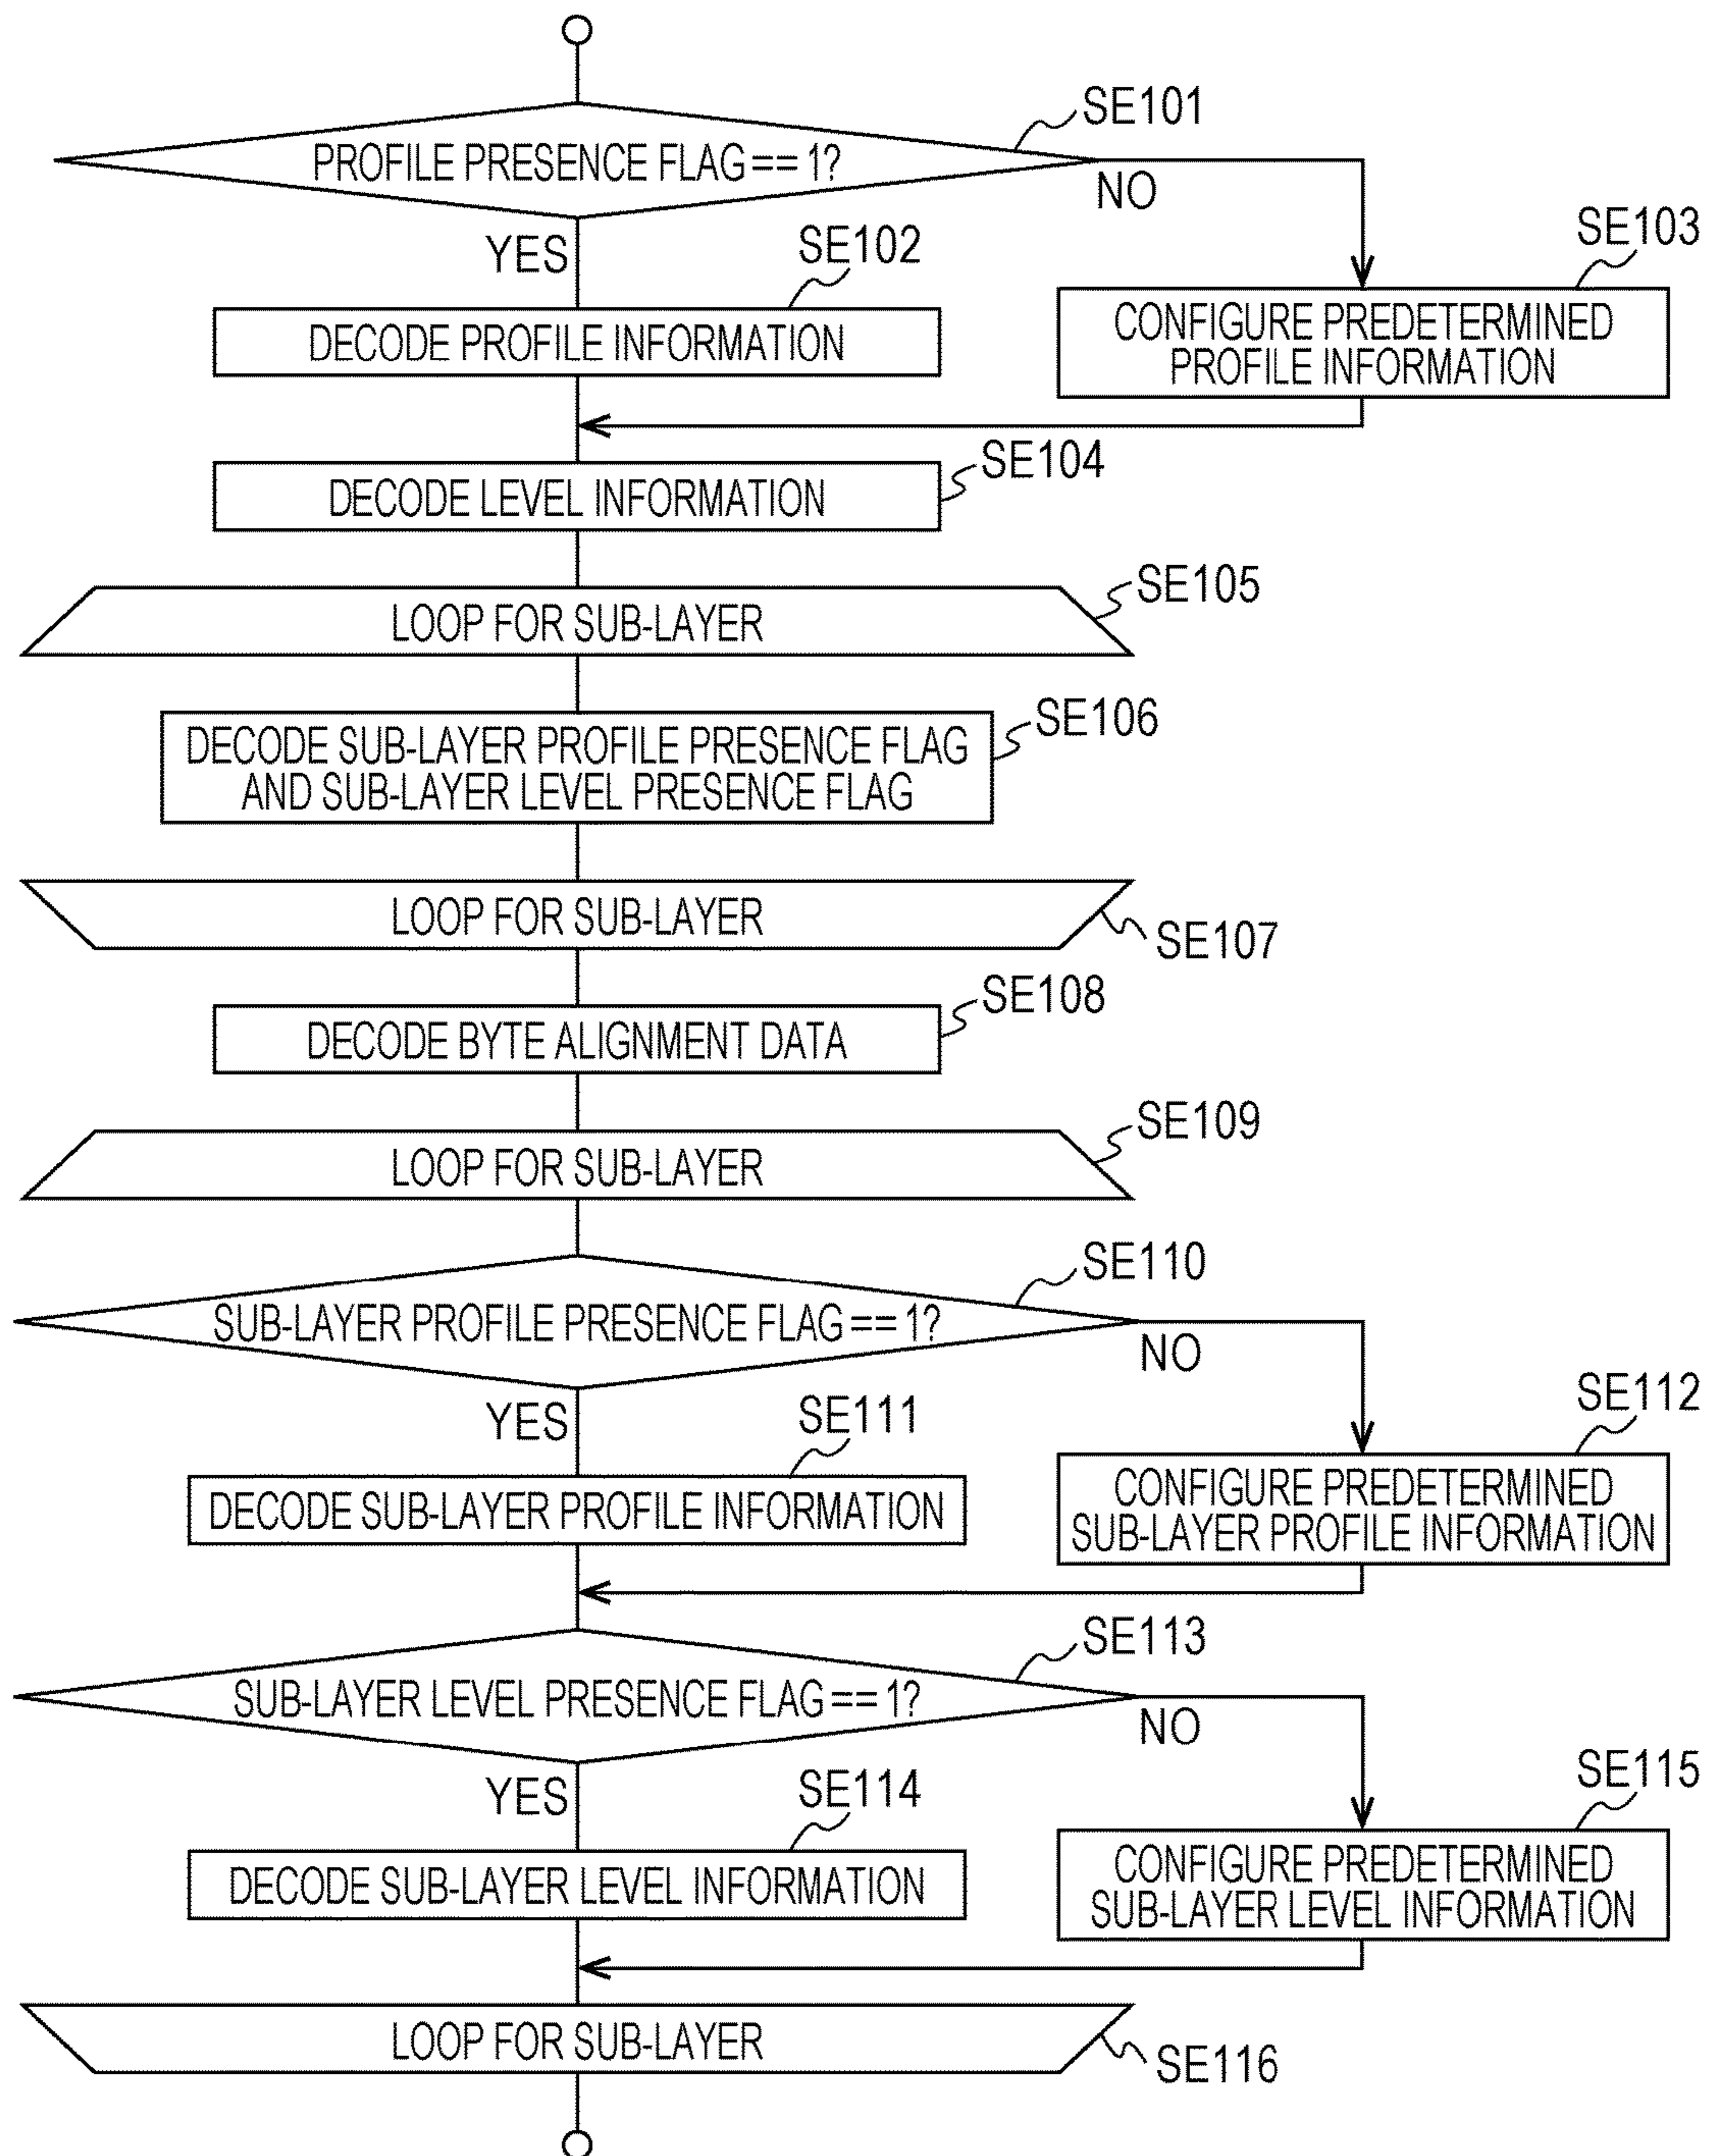 SE101
PROFILE PRESENCE FLAG == 1?
NO
YES
SE102
SE103
DECODE PROFILE INFORMATION
CONFIGURE PREDETERMINED
PROFILE INFORMATION
SE104
DECODE LEVEL INFORMATION
SE105
LOOP FOR SUB-LAYER
SE106
DECODE SUB-LAYER PROFILE PRESENCE FLAG
AND SUB-LAYER LEVEL PRESENCE FLAG
LOOP FOR SUB-LAYER
SE107
SE108
DECODE BYTE ALIGNMENT DATA
SE109
LOOP FOR SUB-LAYER
SE110
SUB-LAYER PROFILE PRESENCE FLAG == 1?
NO
YES
SE111
SE112
DECODE SUB-LAYER PROFILE INFORMATION
CONFIGURE PREDETERMINED
SUB-LAYER PROFILE INFORMATION
SE113
SUB-LAYER LEVEL PRESENCE FLAG == 1?
NO
YES
SE114
SE115
DECODE SUB-LAYER LEVEL INFORMATION
CONFIGURE PREDETERMINED
SUB-LAYER LEVEL INFORMATION
LOOP FOR SUB-LAYER
SE116